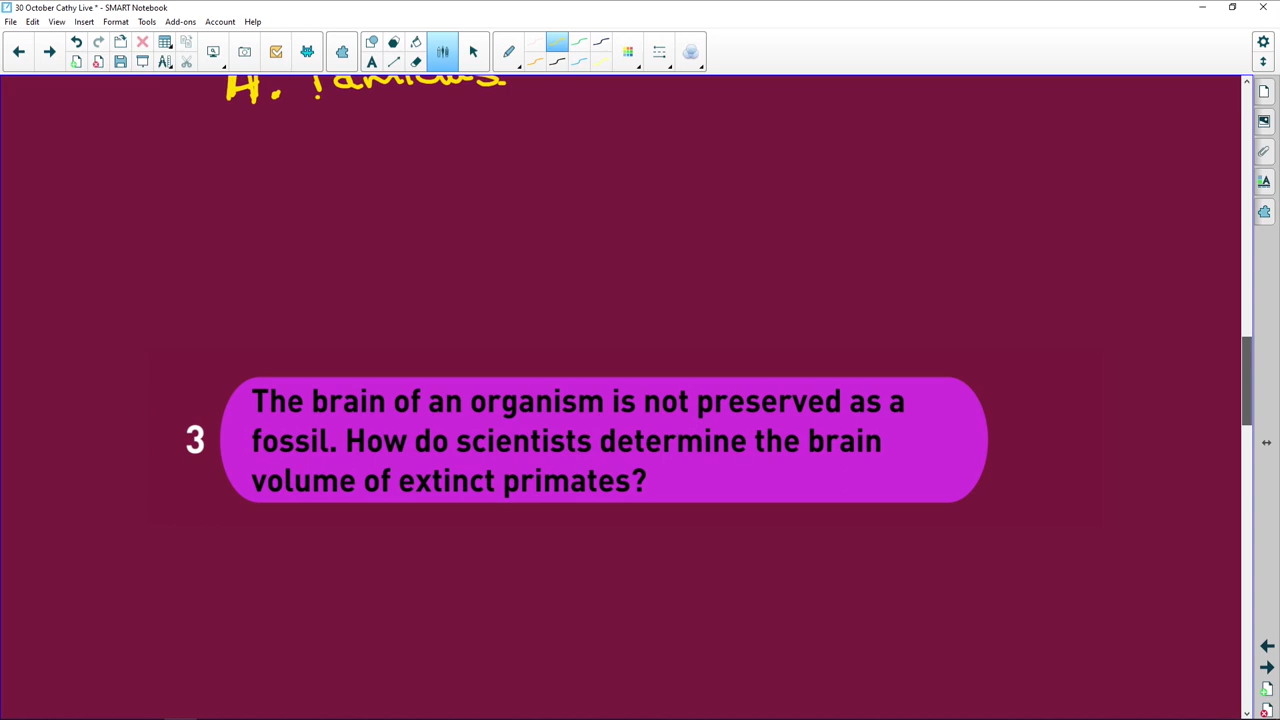 30 October Cathy Live * - SMART Notebook
File Edit View Insert Format Tools Add-ons Account Help
The brain of an organism is not preserved as a
3 fossil. How do scientists determine the brain
volume of extinct primates?